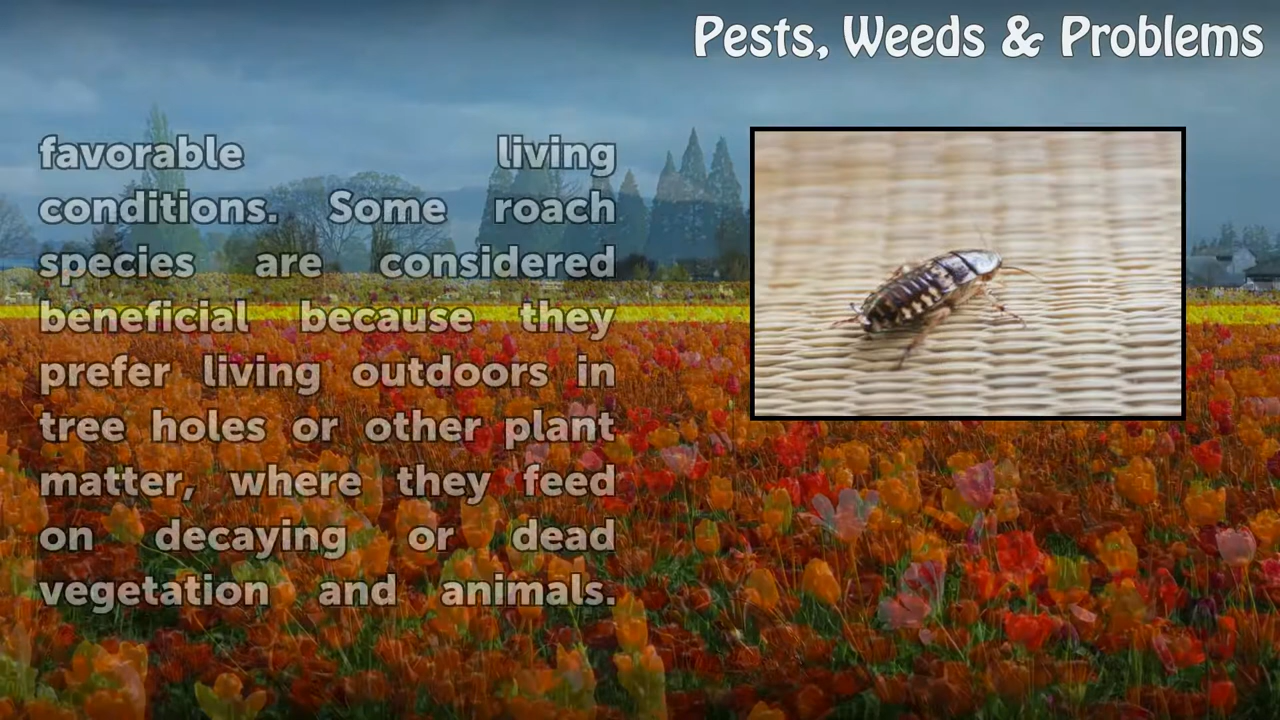 Pests, Weeds & Problems
favorable living
conditions. Some roach
species are considered
beneficial because they
prefer living outdoors in
tree holes or other plant
matter, where they feed
on decaying or dead
vegetation and animals.